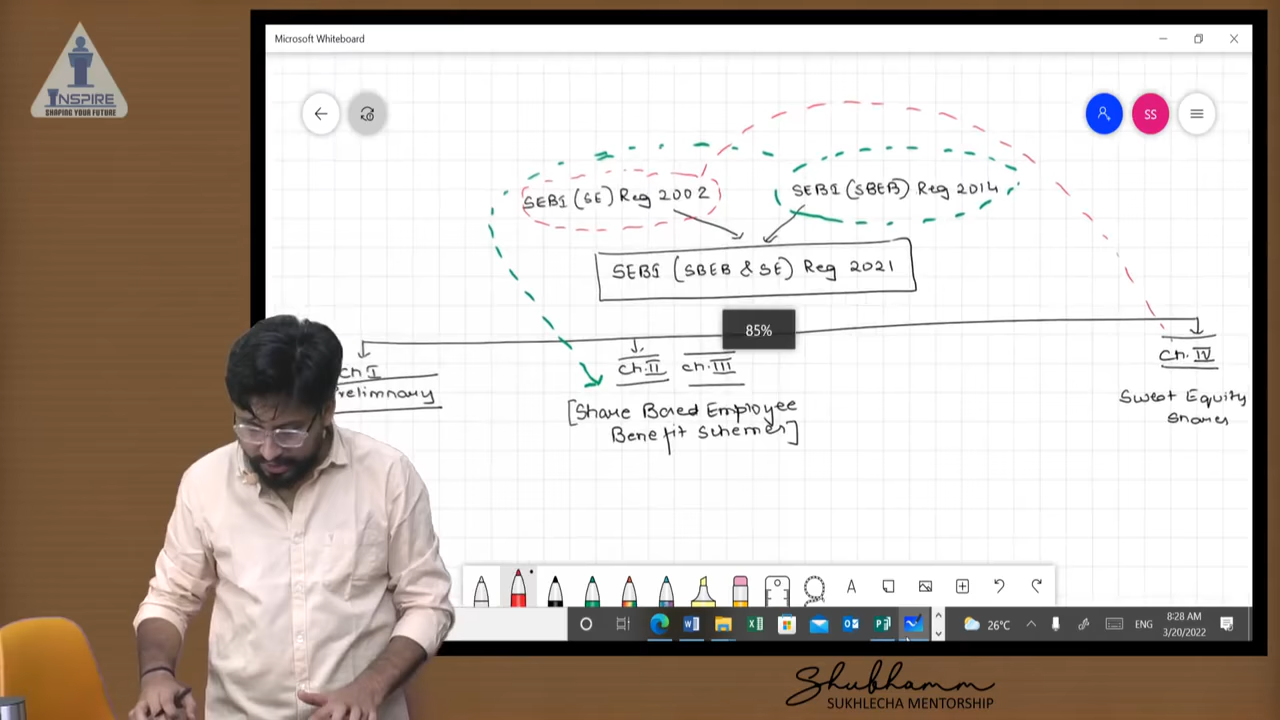 Microsoft Whiteboard
INSPIRE
SHAPING YOUR FUTURE
SS
SEBI (SE) Reg 2002
SEBI (SBEB) Reg 2014
SEBI (SBEB & SE) Reg 2021
85%
Ch I
Prelimnary
Ch. II
Ch. III
[Share Based Employee
Benefit Schemes]
Ch. IV
Sweat Equity
Shares
A
26°C
ENG
8:28 AM
3/20/2022
Shubhamm
SUKHLECHA MENTORSHIP